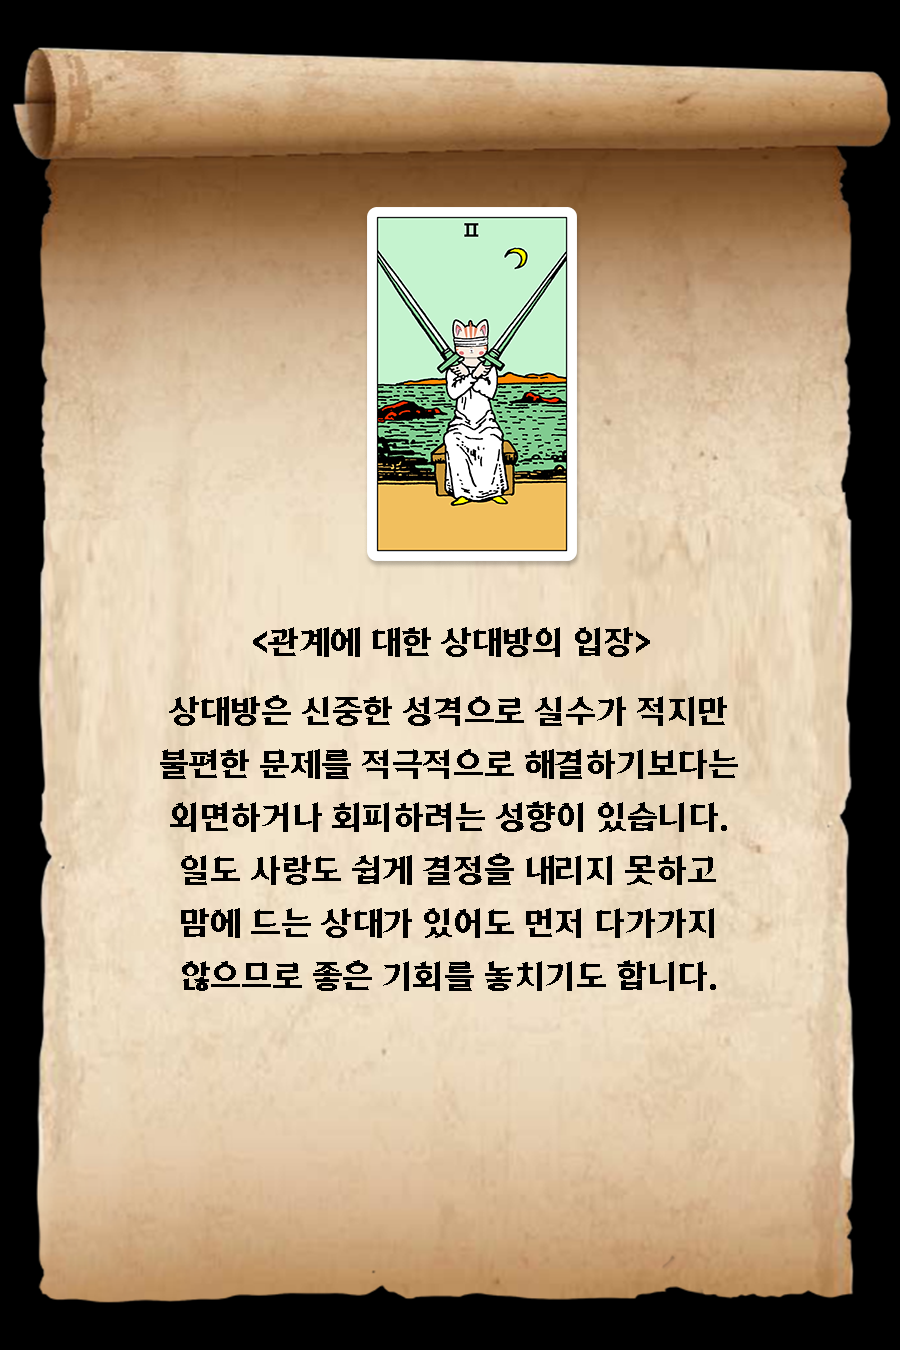 II
<관계에 대한 상대방의 입장>
상대방은 신중한 성격으로 실수가 적지만
불편한 문제를 적극적으로 해결하기보다는
외면하거나 회피하려는 성향이 있습니다.
일도 사랑도 쉽게 결정을 내리지 못하고
맘에 드는 상대가 있어도 먼저 다가가지
않으므로 좋은 기회를 놓치기도 합니다.